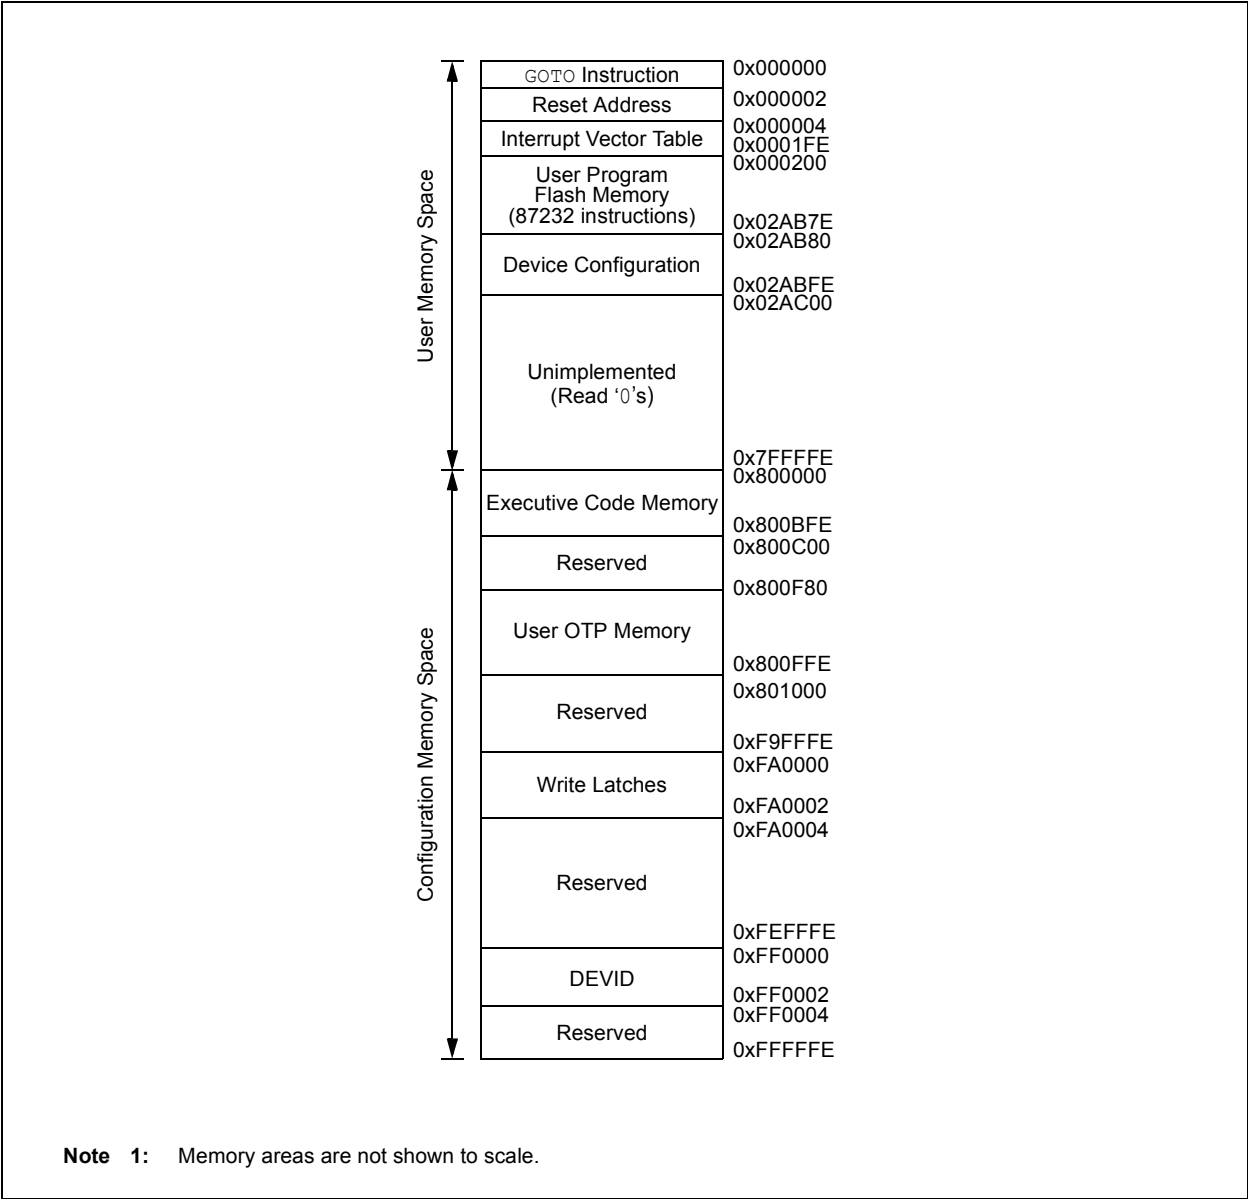 GOTO Instruction
0x000000
Reset Address
0x000002
0x000004
Interrupt Vector Table
0x0001FE
0x000200
User Program
Flash Memory
(87232 instructions)
0x02AB7E
0x02AB80
Device Configuration
0x02ABFE
0x02AC00
User Memory Space
Unimplemented
(Read ‘0’s)
0x7FFFFE
0x800000
Executive Code Memory
0x800BFE
0x800C00
Reserved
0x800F80
User OTP Memory
0x800FFE
0x801000
Reserved
0xF9FFFE
0xFA0000
Configuration Memory Space
Write Latches
0xFA0002
0xFA0004
Reserved
0xFEFFFE
0xFF0000
DEVID
0xFF0002
0xFF0004
Reserved
0xFFFFFE
Note 1: Memory areas are not shown to scale.